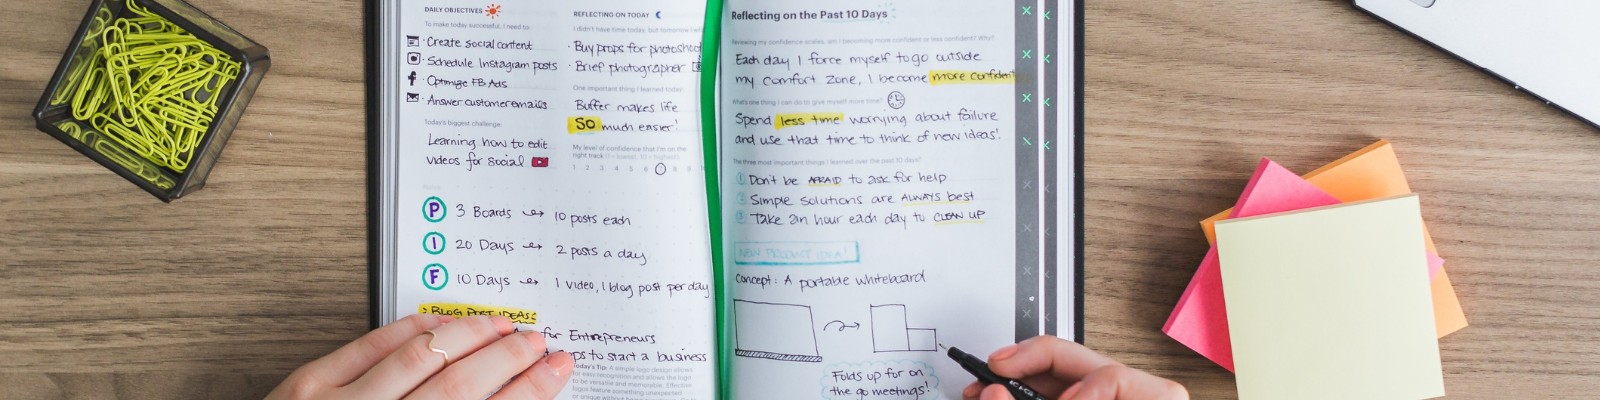 DAILY OBJECTIVES
To make today successful, I need to:
· Create social content
· Schedule Instagram posts
· Optimize FB Ads
· Answer customer emails
Today's biggest challenge:
Learning how to edit
videos for social
Notes
P 3 Boards → 10 posts each
I 20 Days → 2 posts a day
F 10 Days → 1 video, 1 blog post per day
> BLOG POST IDEAS:
for Entrepreneurs
to start a business
REFLECTING ON TODAY
I didn't have time today, but tomorrow I
· Buy props for photoshoot
· Brief photographer
One important thing I learned today
Buffer makes life
SO much easier!
My level of confidence that I'm on the
right track (1 = lowest, 10 = highest):
1 2 3 4 5 6 7 8 9
Today's Tip: A simple logo design allows
for easy recognition and allows the logo
to be versatile and memorable. Effective
logos feature something unexpected
Reflecting on the Past 10 Days
Reviewing my confidence scales, am I becoming more confident or less confident? Why?
Each day I force myself to go outside
my comfort zone, I become more confident
What's one thing I can do to give myself more time?
Spend less time worrying about failure
and use that time to think of new ideas!
The three most important things I learned over the past 10 days?
1 Don't be AFRAID to ask for help
2 Simple solutions are ALWAYS best
3 Take an hour each day to CLEAN UP
NEW PRODUCT IDEA!
Concept: A portable whiteboard
Folds up for on
the go meetings!